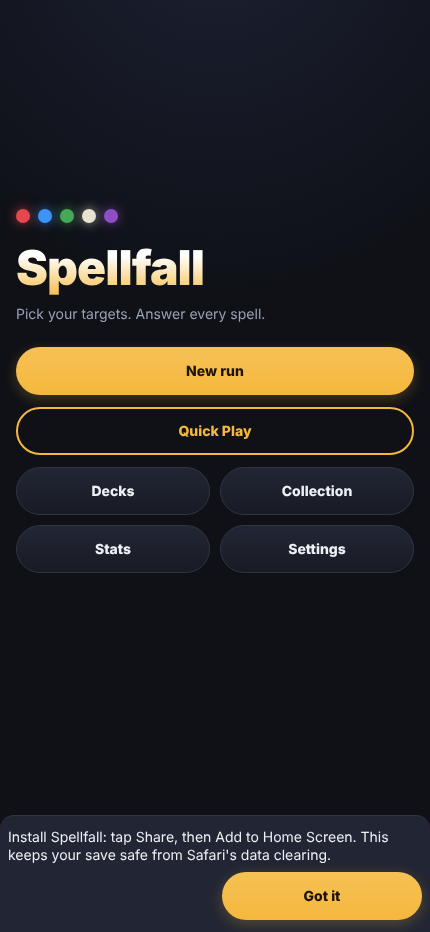 Spellfall
Pick your targets. Answer every spell.
New run
Quick Play
Decks
Collection
Stats
Settings
Install Spellfall: tap Share, then Add to Home Screen. This
keeps your save safe from Safari's data clearing.
Got it